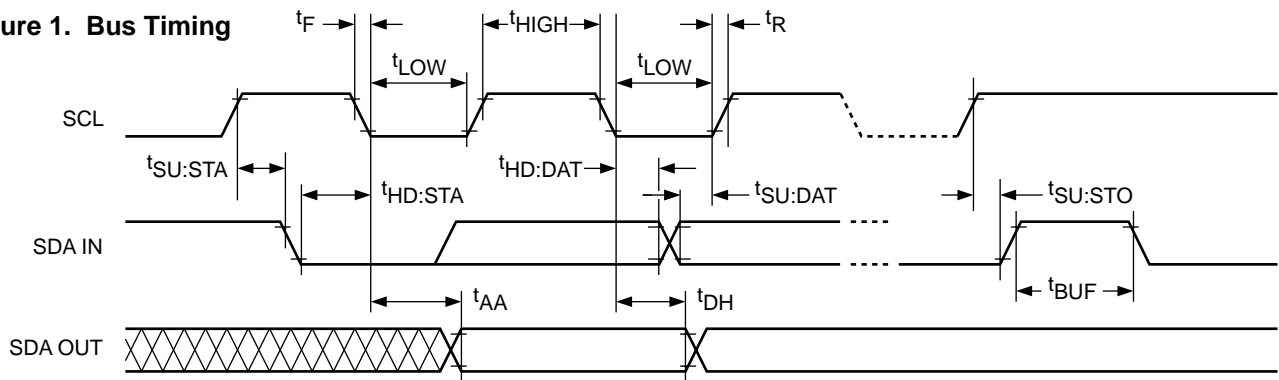 ure 1. Bus Timing
tF
tHIGH
tR
tLOW
tLOW
SCL
tSU:STA
tHD:STA
tHD:DAT
tSU:DAT
tSU:STO
SDA IN
tBUF
tAA
tDH
SDA OUT